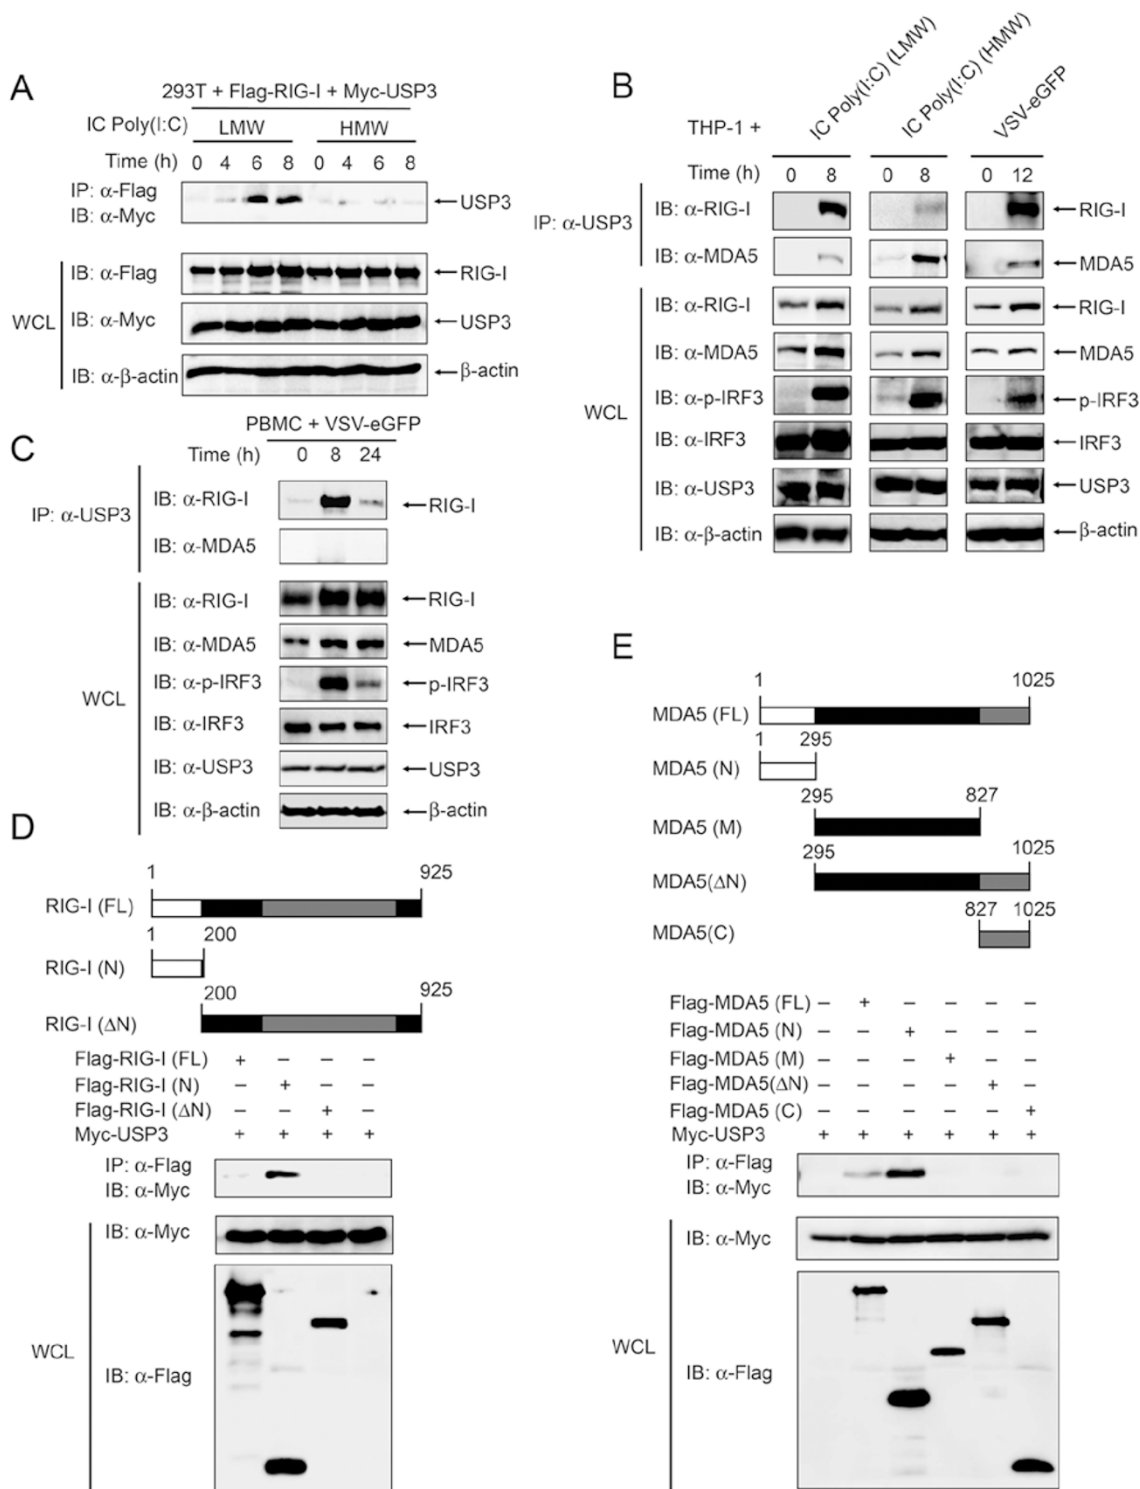 A
293T + Flag-RIG-I + Myc-USP3
IC Poly(I:C) LMW HMW
Time (h) 0 4 6 8 0 4 6 8
IP: α-Flag
IB: α-Myc
USP3
WCL
IB: α-Flag RIG-I
IB: α-Myc USP3
IB: α-β-actin β-actin
B
THP-1 +
IC Poly(I:C) (LMW)
IC Poly(I:C) (HMW)
VSV-eGFP
Time (h) 0 8 0 8 0 12
IP: α-USP3
IB: α-RIG-I RIG-I
IB: α-MDA5 MDA5
WCL
IB: α-RIG-I RIG-I
IB: α-MDA5 MDA5
IB: α-p-IRF3 p-IRF3
IB: α-IRF3 IRF3
IB: α-USP3 USP3
IB: α-β-actin β-actin
C
PBMC + VSV-eGFP
Time (h) 0 8 24
IP: α-USP3
IB: α-RIG-I RIG-I
IB: α-MDA5
WCL
IB: α-RIG-I RIG-I
IB: α-MDA5 MDA5
IB: α-p-IRF3 p-IRF3
IB: α-IRF3 IRF3
IB: α-USP3 USP3
IB: α-β-actin β-actin
D
1 925
RIG-I (FL)
1 200
RIG-I (N)
200 925
RIG-I (ΔN)
Flag-RIG-I (FL) + − − −
Flag-RIG-I (N) − + − −
Flag-RIG-I (ΔN) − − + −
Myc-USP3 + + + +
IP: α-Flag
IB: α-Myc
WCL
IB: α-Myc
IB: α-Flag
E
1 1025
MDA5 (FL)
1 295
MDA5 (N)
295 827
MDA5 (M)
295 1025
MDA5(ΔN)
827 1025
MDA5(C)
Flag-MDA5 (FL) − + − − − −
Flag-MDA5 (N) − − + − − −
Flag-MDA5 (M) − − − + − −
Flag-MDA5(ΔN) − − − − + −
Flag-MDA5 (C) − − − − − +
Myc-USP3 + + + + + +
IP: α-Flag
IB: α-Myc
WCL
IB: α-Myc
IB: α-Flag